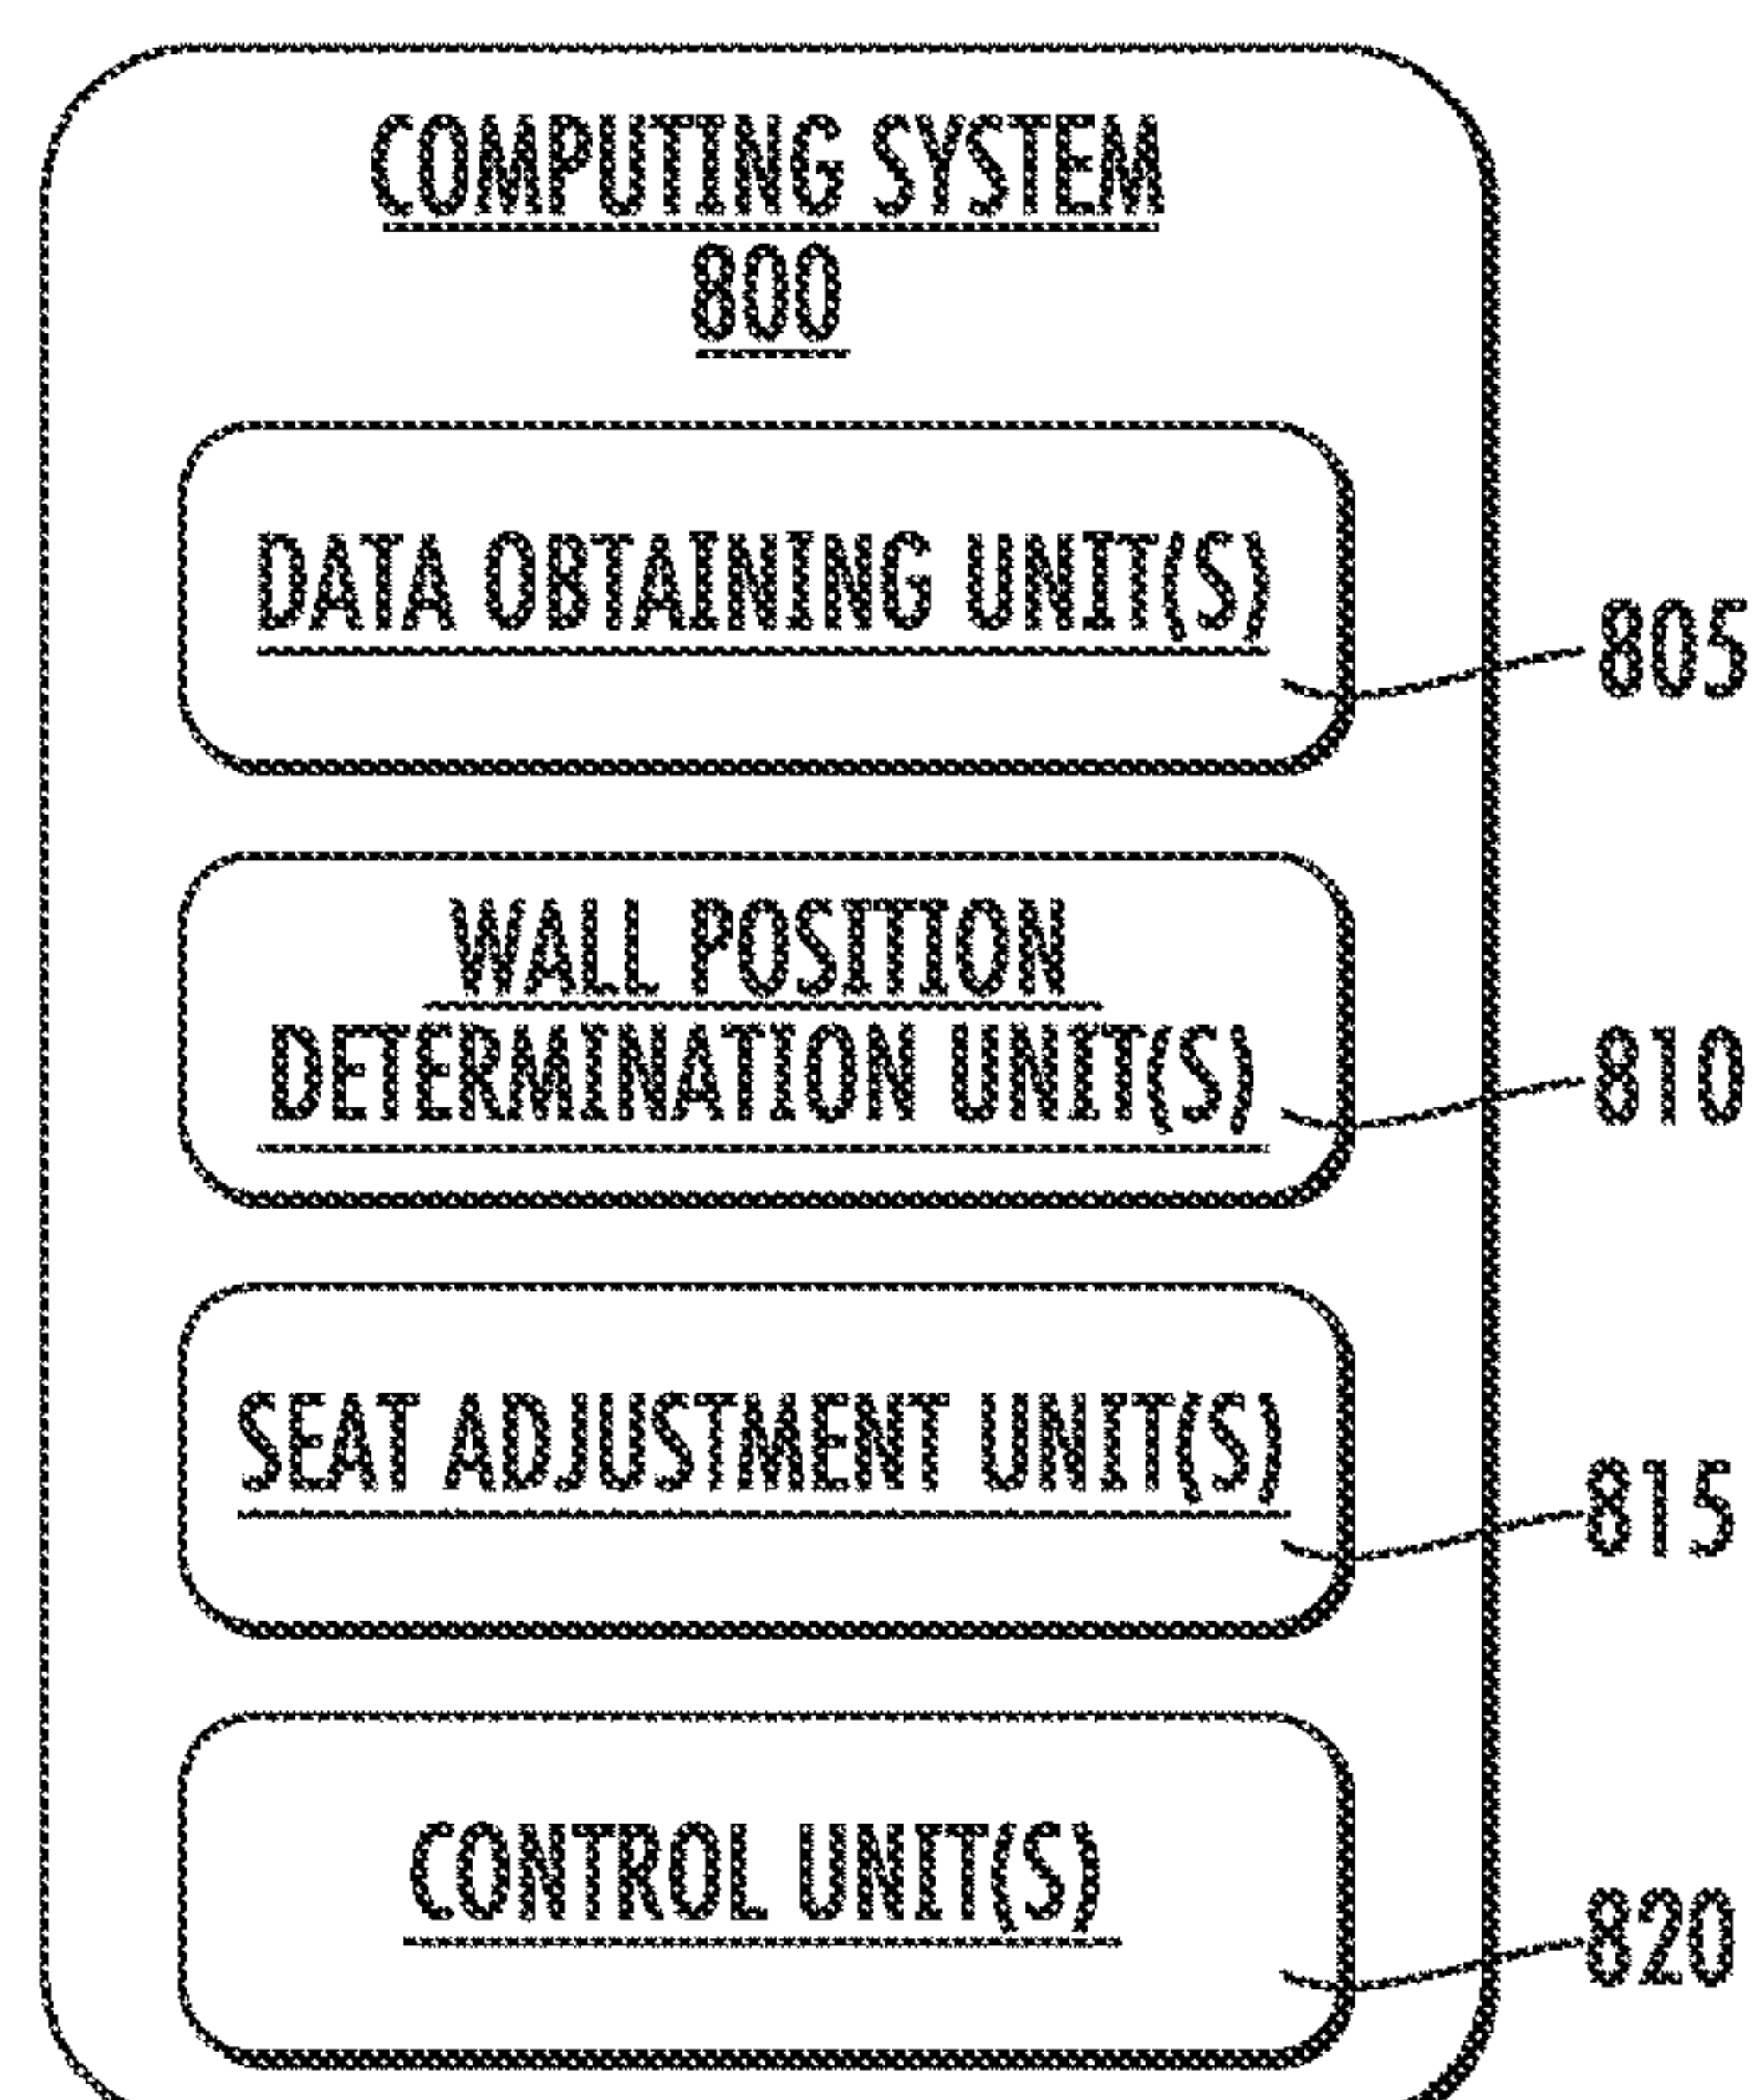 COMPUTING SYSTEM
800
DATA OBTAINING UNIT(S)
805
WALL POSITION
DETERMINATION UNIT(S)
810
SEAT ADJUSTMENT UNIT(S)
815
CONTROL UNIT(S)
820